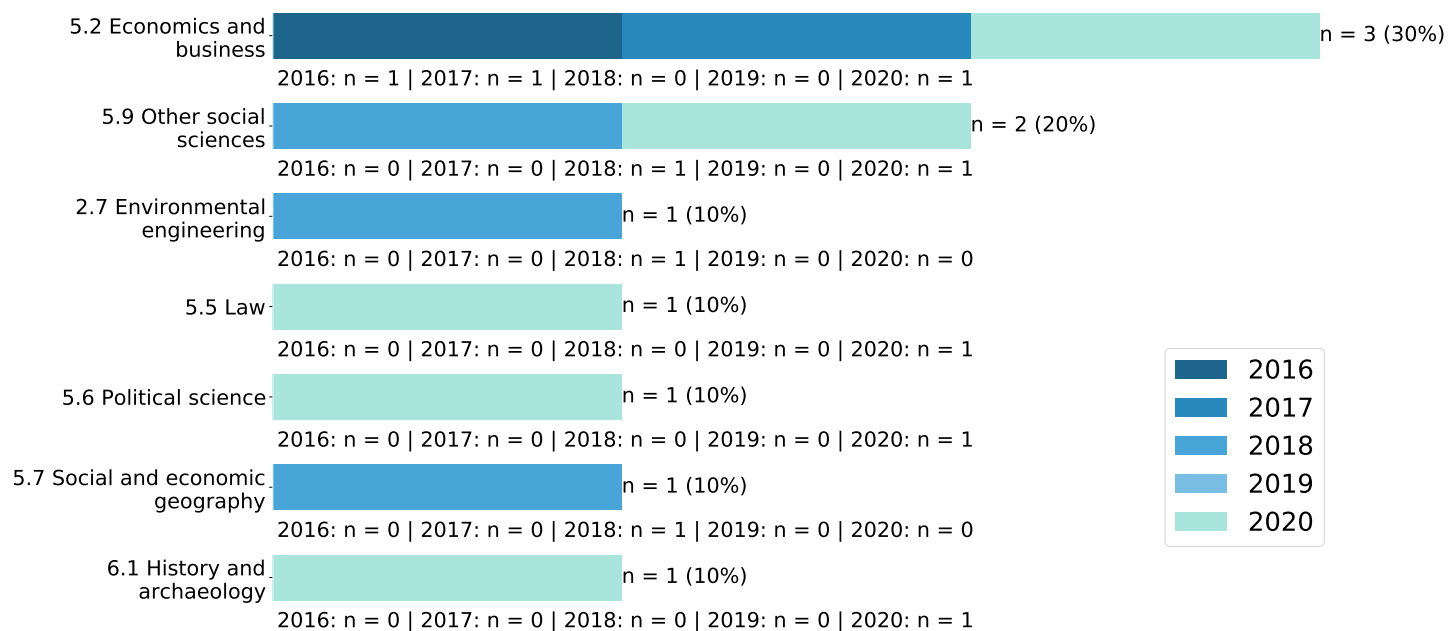 5.2 Economics and
business
n = 3 (30%)
2016: n = 1 | 2017: n = 1 | 2018: n = 0 | 2019: n = 0 | 2020: n = 1
5.9 Other social
sciences
n = 2 (20%)
2016: n = 0 | 2017: n = 0 | 2018: n = 1 | 2019: n = 0 | 2020: n = 1
2.7 Environmental
engineering
n = 1 (10%)
2016: n = 0 | 2017: n = 0 | 2018: n = 1 | 2019: n = 0 | 2020: n = 0
5.5 Law
n = 1 (10%)
2016: n = 0 | 2017: n = 0 | 2018: n = 0 | 2019: n = 0 | 2020: n = 1
5.6 Political science
n = 1 (10%)
2016: n = 0 | 2017: n = 0 | 2018: n = 0 | 2019: n = 0 | 2020: n = 1
5.7 Social and economic
geography
n = 1 (10%)
2016: n = 0 | 2017: n = 0 | 2018: n = 1 | 2019: n = 0 | 2020: n = 0
6.1 History and
archaeology
n = 1 (10%)
2016: n = 0 | 2017: n = 0 | 2018: n = 0 | 2019: n = 0 | 2020: n = 1
2016
2017
2018
2019
2020